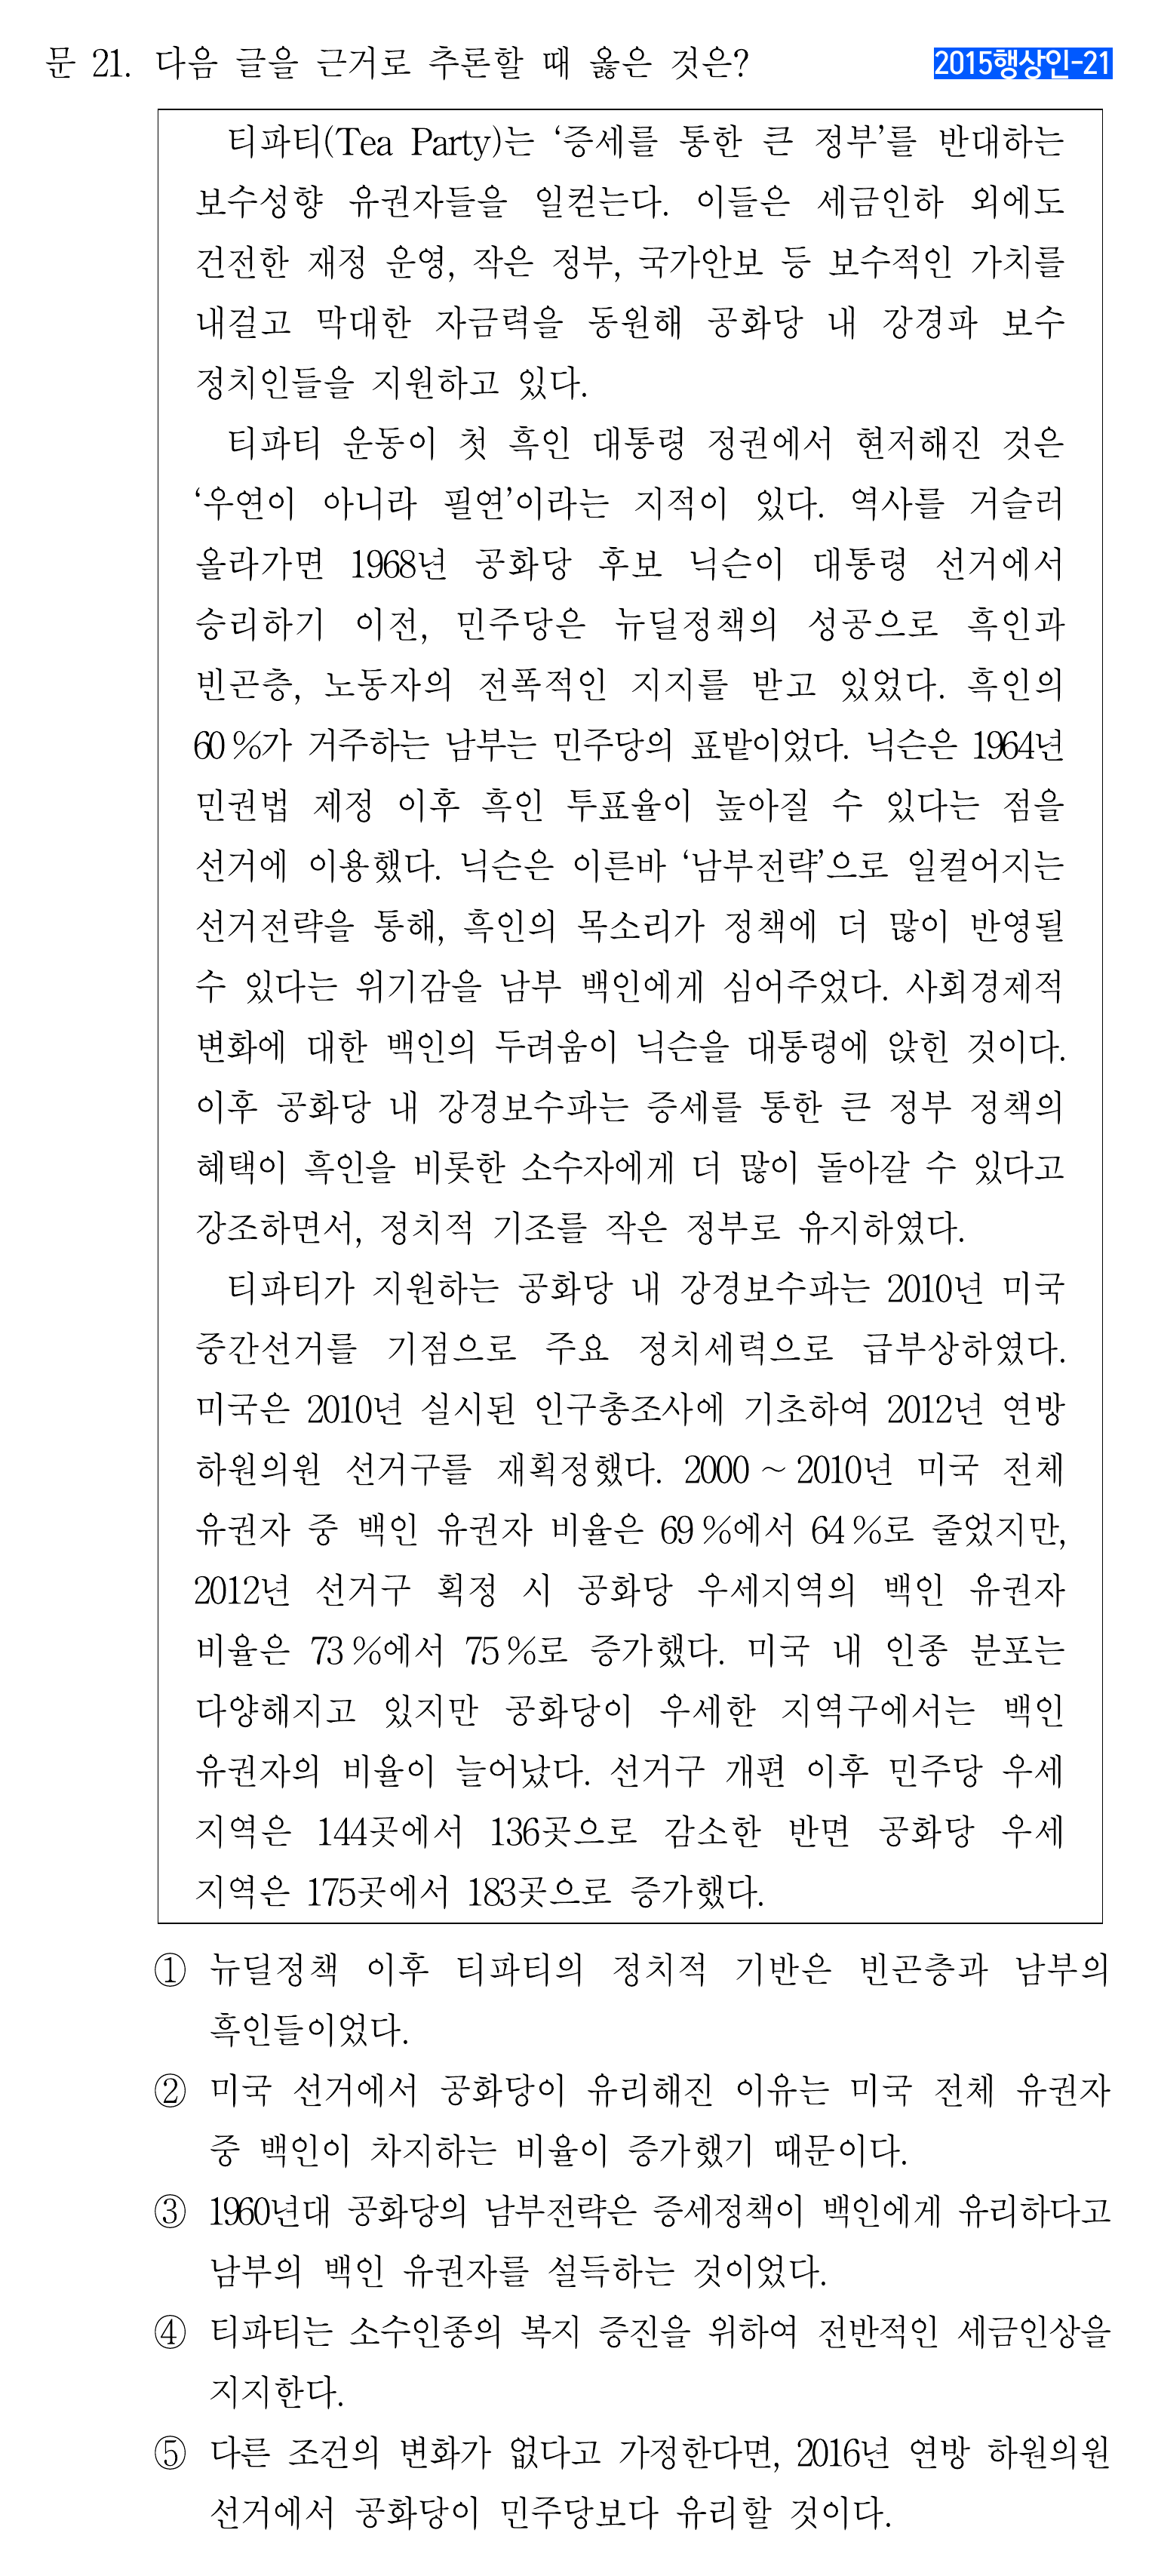 문 21. 다음 글을 근거로 추론할 때 옳은 것은?
2015행상인-21
티파티(Tea Party)는 ‘증세를 통한 큰 정부’를 반대하는
보수성향 유권자들을 일컫는다. 이들은 세금인하 외에도
건전한 재정 운영, 작은 정부, 국가안보 등 보수적인 가치를
내걸고 막대한 자금력을 동원해 공화당 내 강경파 보수
정치인들을 지원하고 있다.
티파티 운동이 첫 흑인 대통령 정권에서 현저해진 것은
‘우연이 아니라 필연’이라는 지적이 있다. 역사를 거슬러
올라가면 1968년 공화당 후보 닉슨이 대통령 선거에서
승리하기 이전, 민주당은 뉴딜정책의 성공으로 흑인과
빈곤층, 노동자의 전폭적인 지지를 받고 있었다. 흑인의
60 %가 거주하는 남부는 민주당의 표밭이었다. 닉슨은 1964년
민권법 제정 이후 흑인 투표율이 높아질 수 있다는 점을
선거에 이용했다. 닉슨은 이른바 ‘남부전략’으로 일컬어지는
선거전략을 통해, 흑인의 목소리가 정책에 더 많이 반영될
수 있다는 위기감을 남부 백인에게 심어주었다. 사회경제적
변화에 대한 백인의 두려움이 닉슨을 대통령에 앉힌 것이다.
이후 공화당 내 강경보수파는 증세를 통한 큰 정부 정책의
혜택이 흑인을 비롯한 소수자에게 더 많이 돌아갈 수 있다고
강조하면서, 정치적 기조를 작은 정부로 유지하였다.
티파티가 지원하는 공화당 내 강경보수파는 2010년 미국
중간선거를 기점으로 주요 정치세력으로 급부상하였다.
미국은 2010년 실시된 인구총조사에 기초하여 2012년 연방
하원의원 선거구를 재획정했다. 2000 ~ 2010년 미국 전체
유권자 중 백인 유권자 비율은 69 %에서 64 %로 줄었지만,
2012년 선거구 획정 시 공화당 우세지역의 백인 유권자
비율은 73 %에서 75 %로 증가했다. 미국 내 인종 분포는
다양해지고 있지만 공화당이 우세한 지역구에서는 백인
유권자의 비율이 늘어났다. 선거구 개편 이후 민주당 우세
지역은 144곳에서 136곳으로 감소한 반면 공화당 우세
지역은 175곳에서 183곳으로 증가했다.
① 뉴딜정책 이후 티파티의 정치적 기반은 빈곤층과 남부의
흑인들이었다.
② 미국 선거에서 공화당이 유리해진 이유는 미국 전체 유권자
중 백인이 차지하는 비율이 증가했기 때문이다.
③ 1960년대 공화당의 남부전략은 증세정책이 백인에게 유리하다고
남부의 백인 유권자를 설득하는 것이었다.
④ 티파티는 소수인종의 복지 증진을 위하여 전반적인 세금인상을
지지한다.
⑤ 다른 조건의 변화가 없다고 가정한다면, 2016년 연방 하원의원
선거에서 공화당이 민주당보다 유리할 것이다.